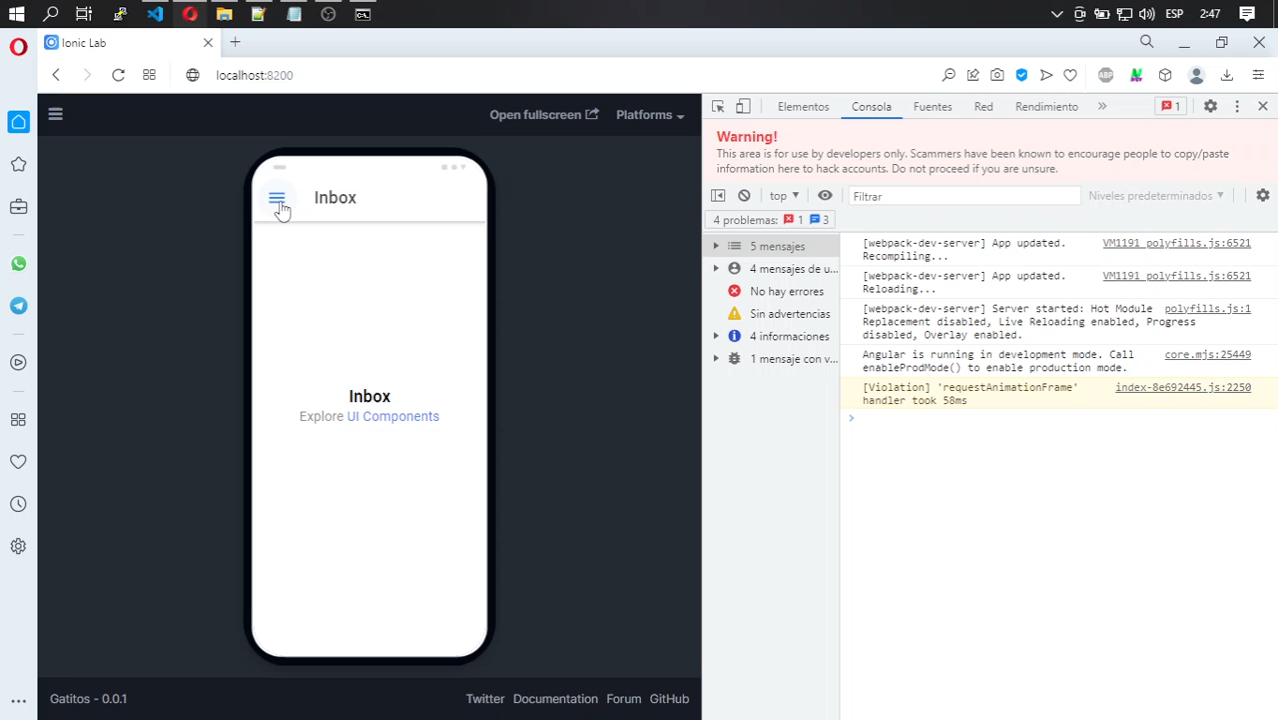 ESP 2:47
Ionic Lab
localhost:8200
ABP
Open fullscreen Platforms
Inbox
Inbox
Explore UI Components
Gatitos - 0.0.1
Twitter Documentation Forum GitHub
Elementos Consola Fuentes Red Rendimiento 1
Warning!
This area is for use by developers only. Scammers have been known to encourage people to copy/paste
information here to hack accounts. Do not proceed if you are unsure.
top Filtrar Niveles predeterminados
4 problemas: 1 3
5 mensajes
4 mensajes de u...
No hay errores
Sin advertencias
4 informaciones
1 mensaje con v...
[webpack-dev-server] App updated. VM1191 polyfills.js:6521
Recompiling...
[webpack-dev-server] App updated. VM1191 polyfills.js:6521
Reloading...
[webpack-dev-server] Server started: Hot Module polyfills.js:1
Replacement disabled, Live Reloading enabled, Progress
disabled, Overlay enabled.
Angular is running in development mode. Call core.mjs:25449
enableProdMode() to enable production mode.
[Violation] 'requestAnimationFrame' index-8e692445.js:2250
handler took 58ms